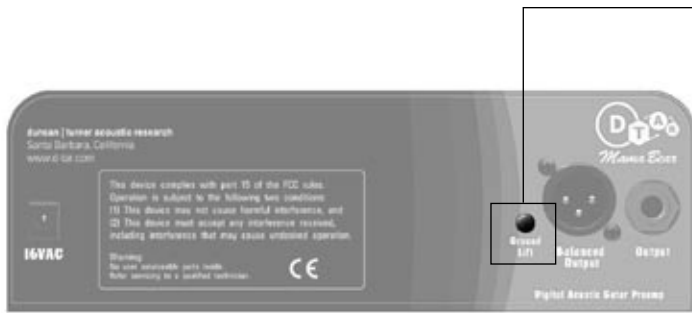 duncan | turner acoustic research
Santa Barbara, California
www.d-tar.com
This device complies with part 15 of the FCC rules.
Operation is subject to the following two conditions
(1) This device may not cause harmful interference, and
(2) This device must accept any interference received,
including interference that may cause undesired operation.
Warning:
No user serviceable parts inside.
Refer servicing to a qualified technician.
CE
16VAC
DTAR
Mama Bear
Ground
Lift
Balanced
Output
Output
Digital Acoustic Guitar Preamp